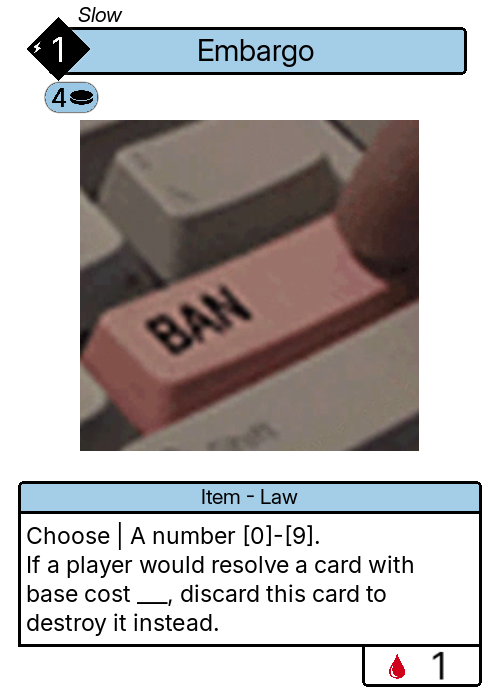 Slow
1
Embargo
4
BAN
Shift
Item - Law
Choose | A number [0]-[9].
If a player would resolve a card with
base cost ___, discard this card to
destroy it instead.
1